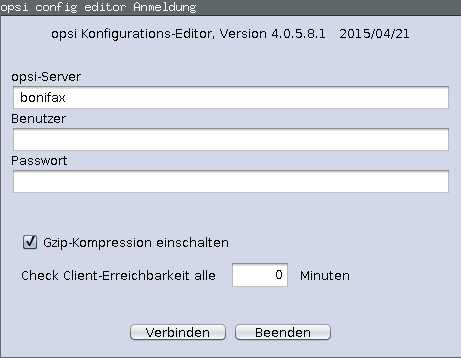 opsi config editor Anmeldung
opsi Konfigurations-Editor, Version 4.0.5.8.1   2015/04/21
opsi-Server
bonifax
Benutzer
Passwort
Gzip-Kompression einschalten
Check Client-Erreichbarkeit alle 0 Minuten
Verbinden Beenden